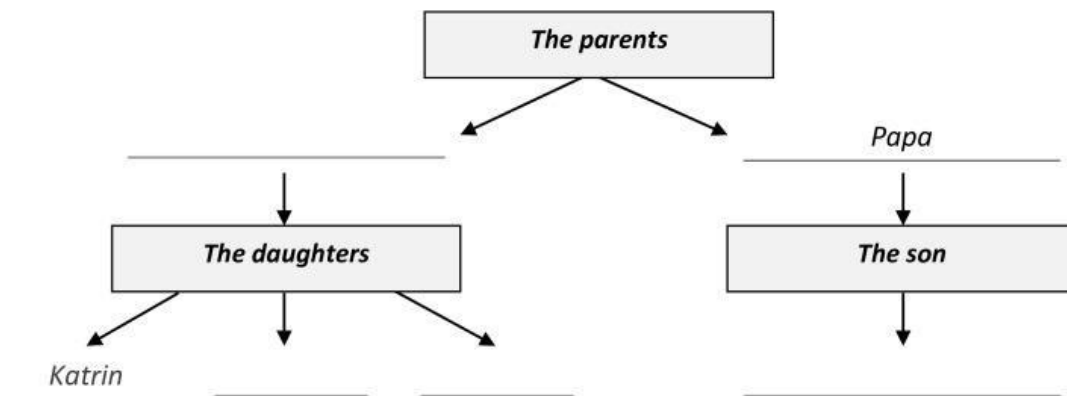 The parents
Papa
The daughters
The son
Katrin